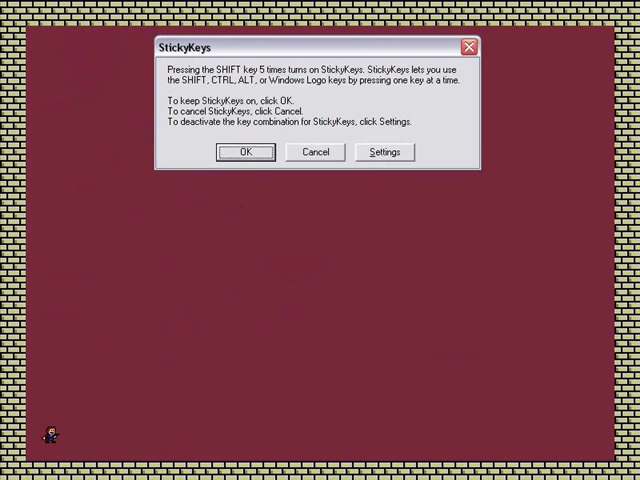 StickyKeys
Pressing the SHIFT key 5 times turns on StickyKeys. StickyKeys lets you use
the SHIFT, CTRL, ALT, or Windows Logo keys by pressing one key at a time.
To keep StickyKeys on, click OK.
To cancel StickyKeys, click Cancel.
To deactivate the key combination for StickyKeys, click Settings.
OK Cancel Settings